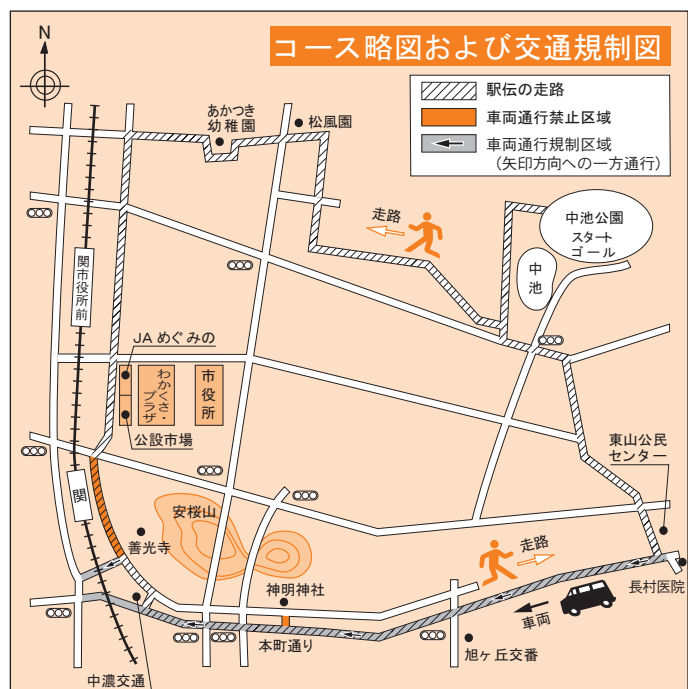 コース略図および交通規制図
N
駅伝の走路
車両通行禁止区域
車両通行規制区域
(矢印方向への一方通行)
あかつき
幼稚園
松風園
走路
中池公園
スタート
ゴール
中池
関市役所前
JAめぐみの
わかくさ・
プラザ
市役所
公設市場
東山公民
センター
関
安桜山
善光寺
走路
神明神社
長村医院
車両
本町通り
旭ヶ丘交番
中濃交通